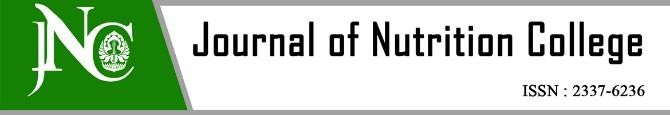 JNC
Journal of Nutrition College
ISSN : 2337-6236